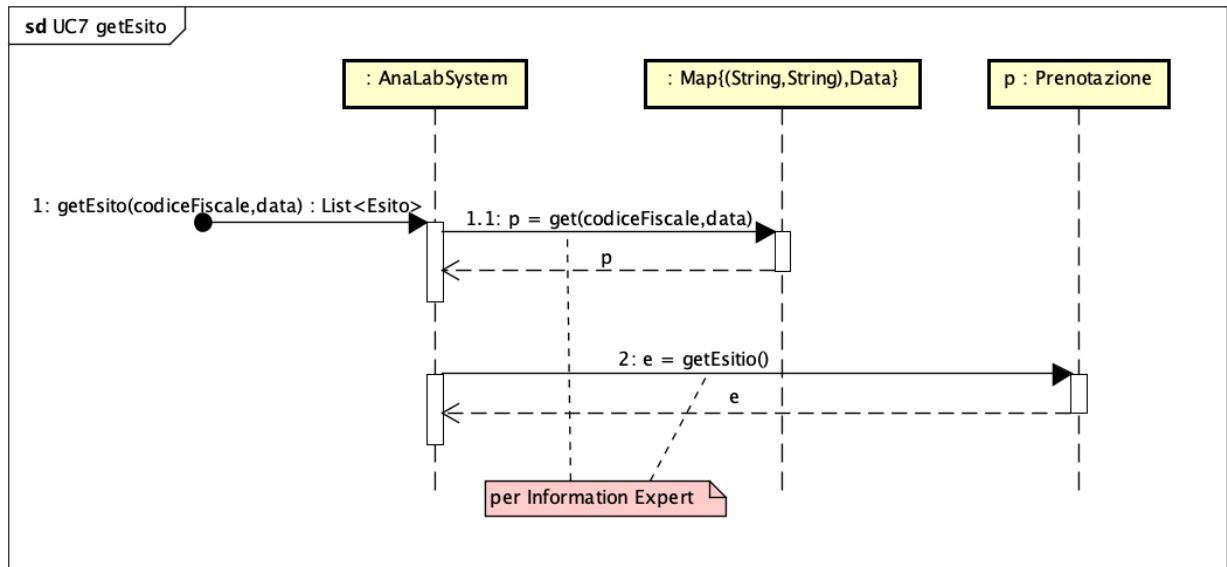 sd UC7 getEsito
: AnaLabSystem
: Map{(String,String),Data}
p : Prenotazione
1: getEsito(codiceFiscale,data) : List<Esito>
1.1: p = get(codiceFiscale,data)
p
2: e = getEsitio()
e
per Information Expert